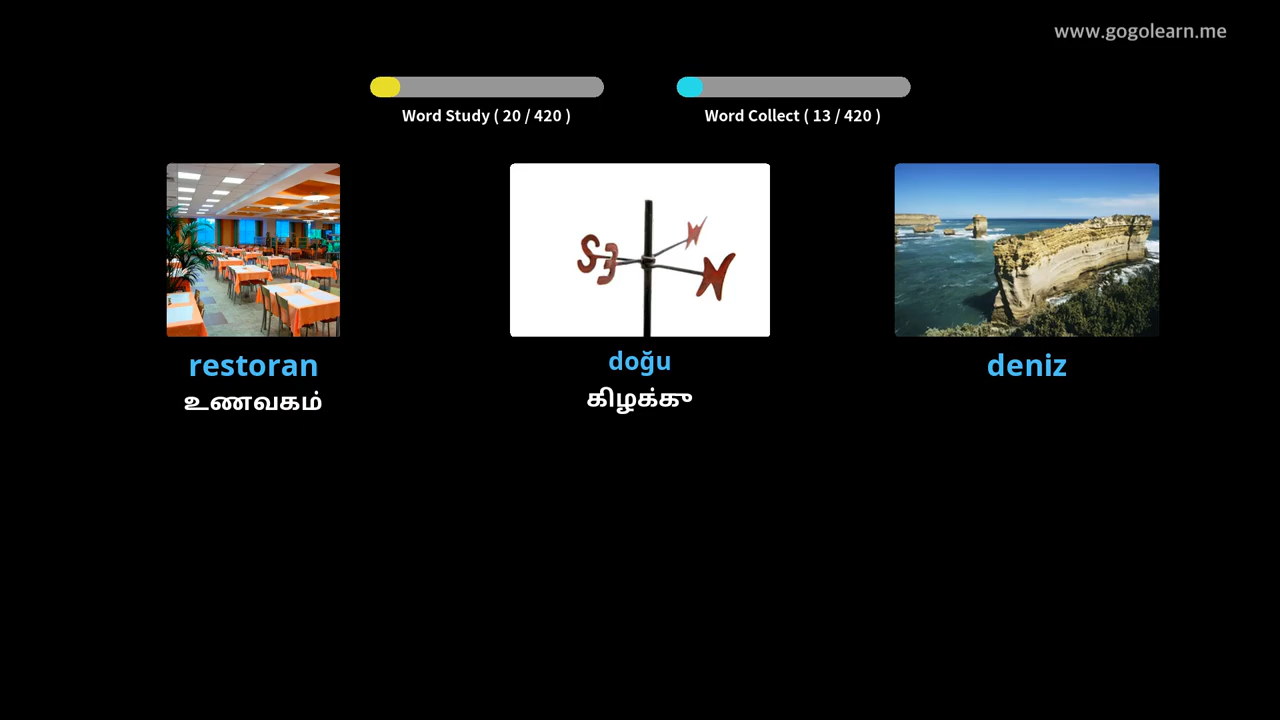 www.gogolearn.me
Word Study ( 20 / 420 )
Word Collect ( 13 / 420 )
S
E
W
N
restoran
doğu
deniz
உணவகம்
கிழக்கு